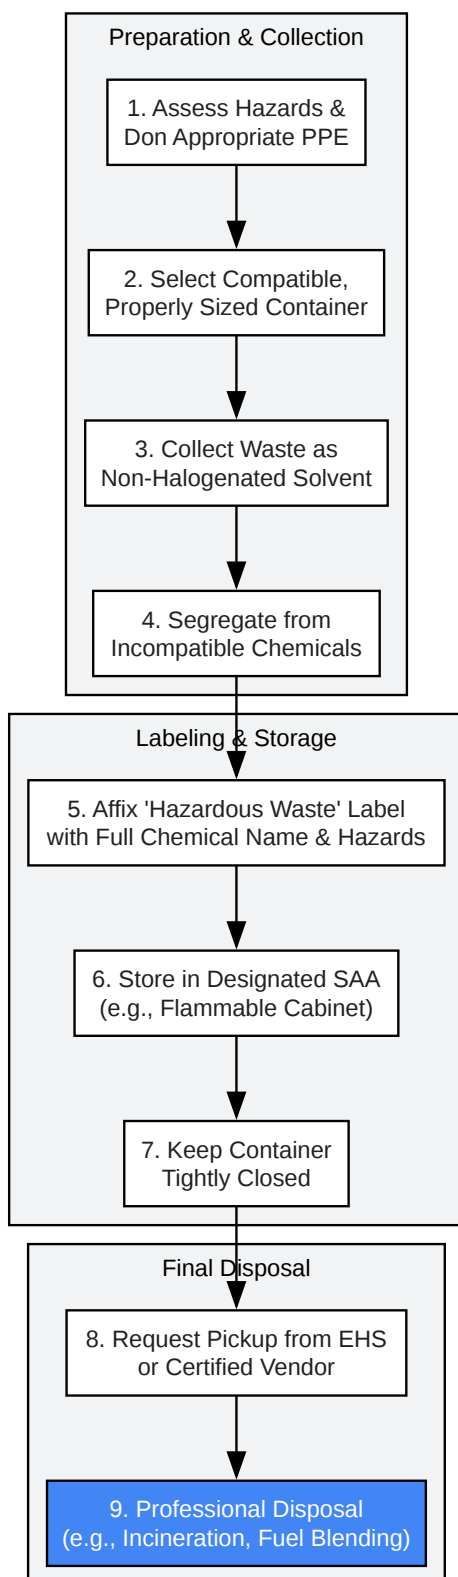 Preparation & Collection
1. Assess Hazards &
Don Appropriate PPE
2. Select Compatible,
Properly Sized Container
3. Collect Waste as
Non-Halogenated Solvent
4. Segregate from
Incompatible Chemicals
Labeling & Storage
5. Affix 'Hazardous Waste' Label
with Full Chemical Name & Hazards
6. Store in Designated SAA
(e.g., Flammable Cabinet)
7. Keep Container
Tightly Closed
Final Disposal
8. Request Pickup from EHS
or Certified Vendor
9. Professional Disposal
(e.g., Incineration, Fuel Blending)